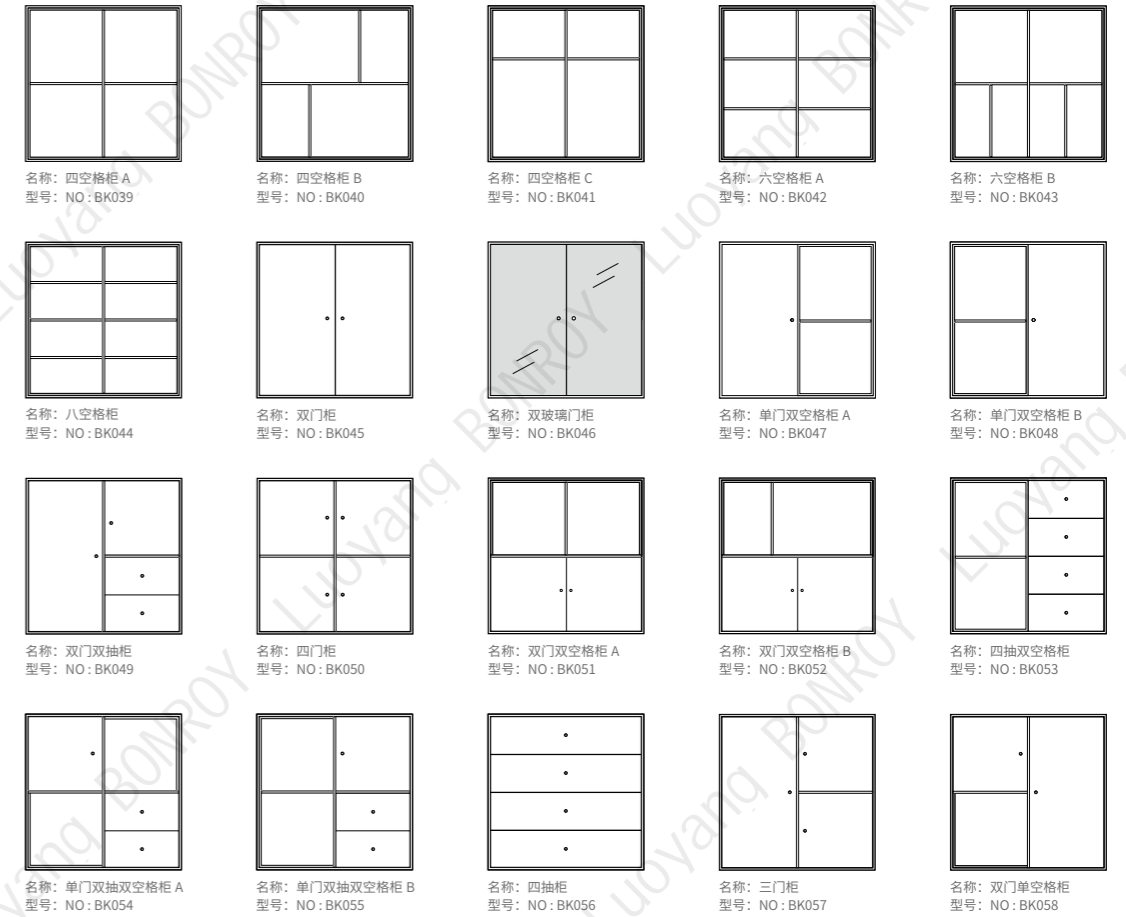 名称：四空格柜 A
型号：NO : BK039
名称：四空格柜 B
型号：NO : BK040
名称：四空格柜 C
型号：NO : BK041
名称：六空格柜 A
型号：NO : BK042
名称：六空格柜 B
型号：NO : BK043
名称：八空格柜
型号：NO : BK044
名称：双门柜
型号：NO : BK045
名称：双玻璃门柜
型号：NO : BK046
名称：单门双空格柜 A
型号：NO : BK047
名称：单门双空格柜 B
型号：NO : BK048
名称：双门双抽柜
型号：NO : BK049
名称：四门柜
型号：NO : BK050
名称：双门双空格柜 A
型号：NO : BK051
名称：双门双空格柜 B
型号：NO : BK052
名称：四抽双空格柜
型号：NO : BK053
名称：单门双抽双空格柜 A
型号：NO : BK054
名称：单门双抽双空格柜 B
型号：NO : BK055
名称：四抽柜
型号：NO : BK056
名称：三门柜
型号：NO : BK057
名称：双门单空格柜
型号：NO : BK058
Luoyang BONROY
Luoyang BONROY
Luoyang BONROY
Luoyang BONROY
Luoyang
yang BONROY